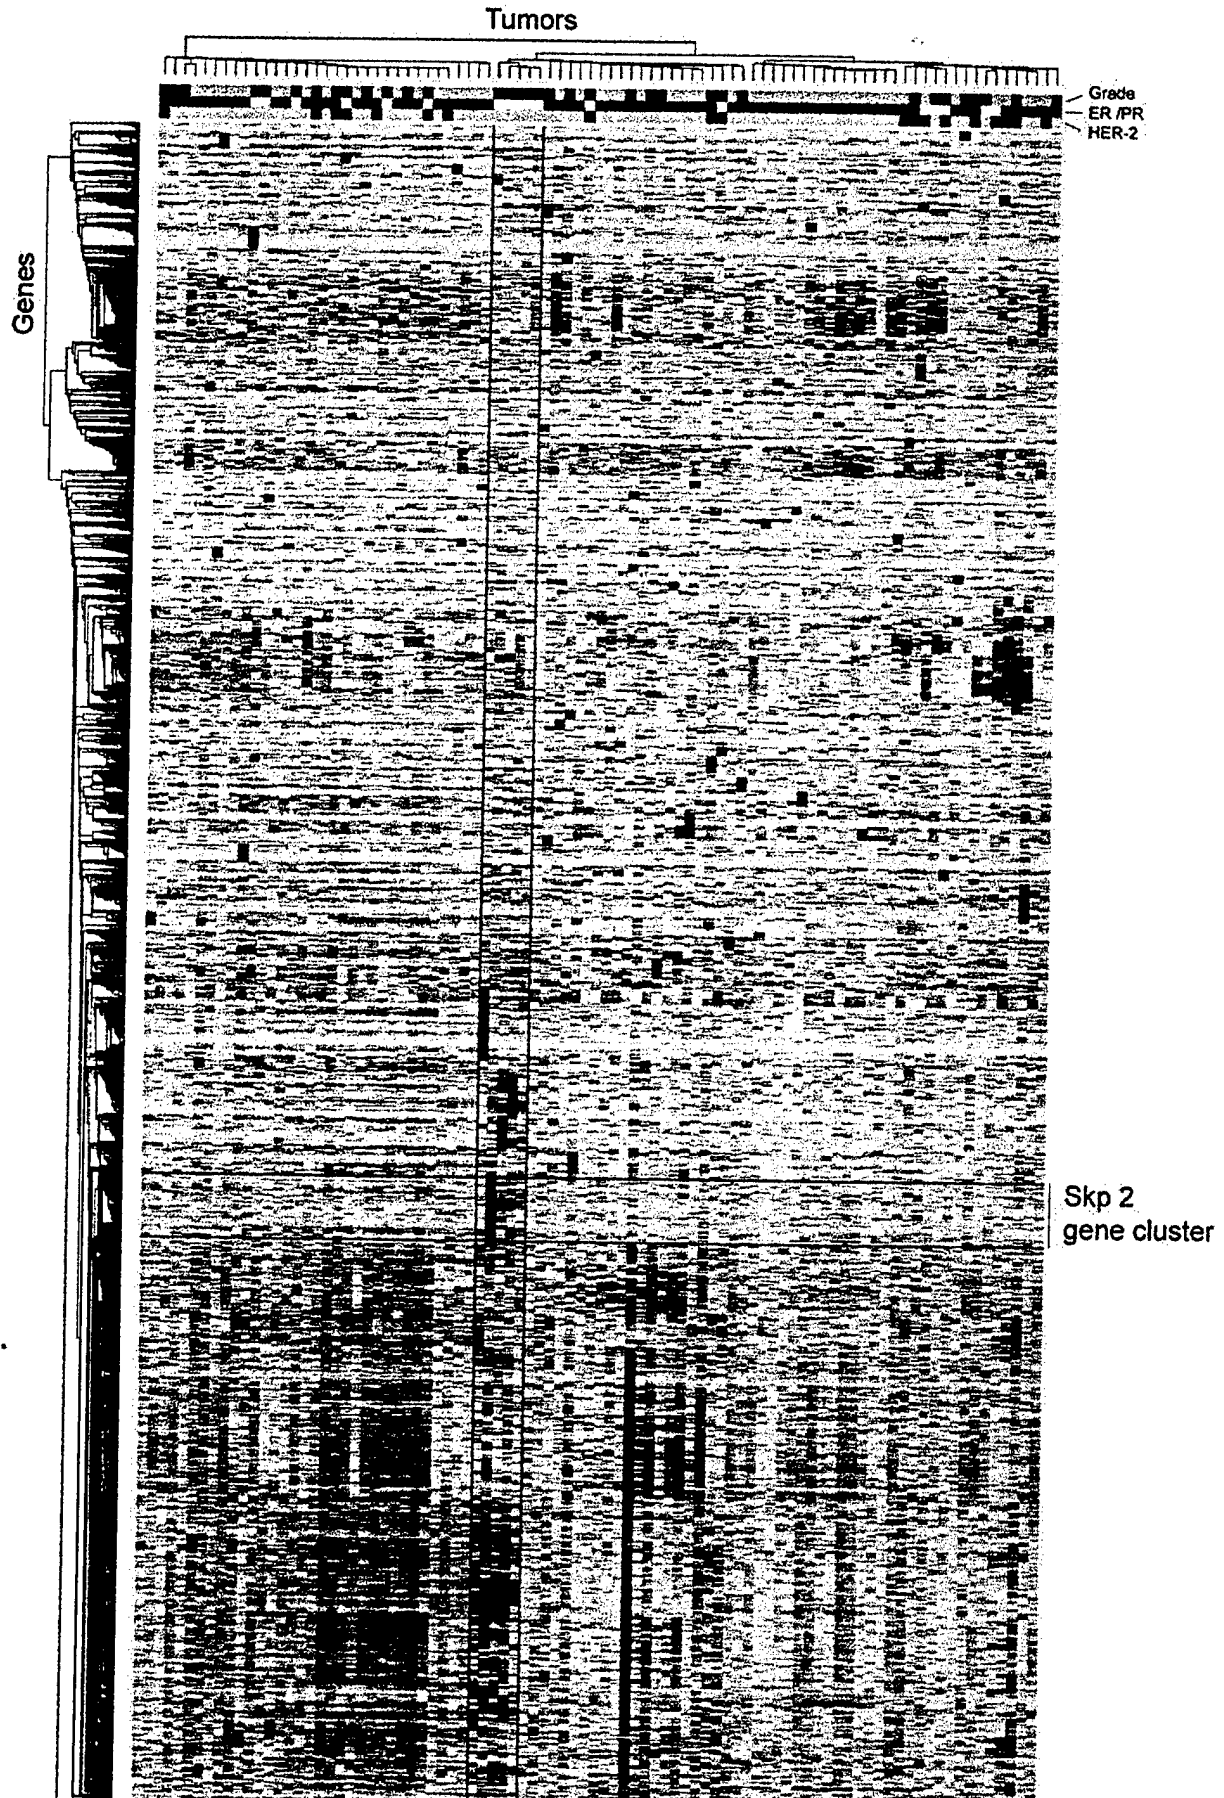 Tumors
Grade
ER /PR
HER-2
Genes
Skp 2
gene cluster